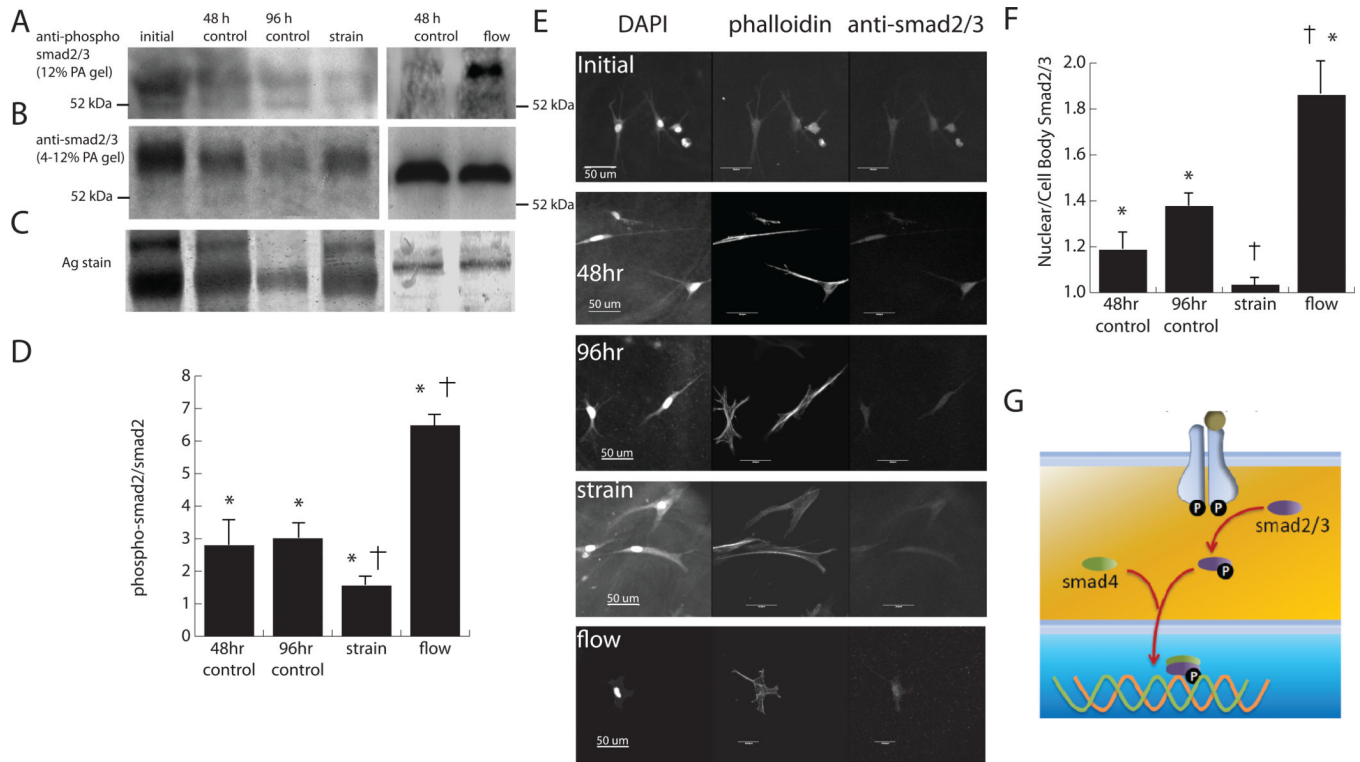 A
anti-phospho
smad2/3
(12% PA gel)
initial
48 h
control
96 h
control
strain
48 h
control
flow
52 kDa
52 kDa
B
anti-smad2/3
(4-12% PA gel)
52 kDa
52 kDa
C
Ag stain
D
phospho-smad2/smad2
8
7
6
5
4
3
2
1
0
* 
*
* †
* †
48hr
control
96hr
control
strain
flow
E
DAPI phalloidin anti-smad2/3
Initial
50 um
48hr
50 um
96hr
50 um
strain
50 um
flow
50 um
F
Nuclear/Cell Body Smad2/3
2.0
1.8
1.6
1.4
1.2
1.0
*
*
†
† *
48hr
control
96hr
control
strain
flow
G
P P
smad2/3
P
smad4
P